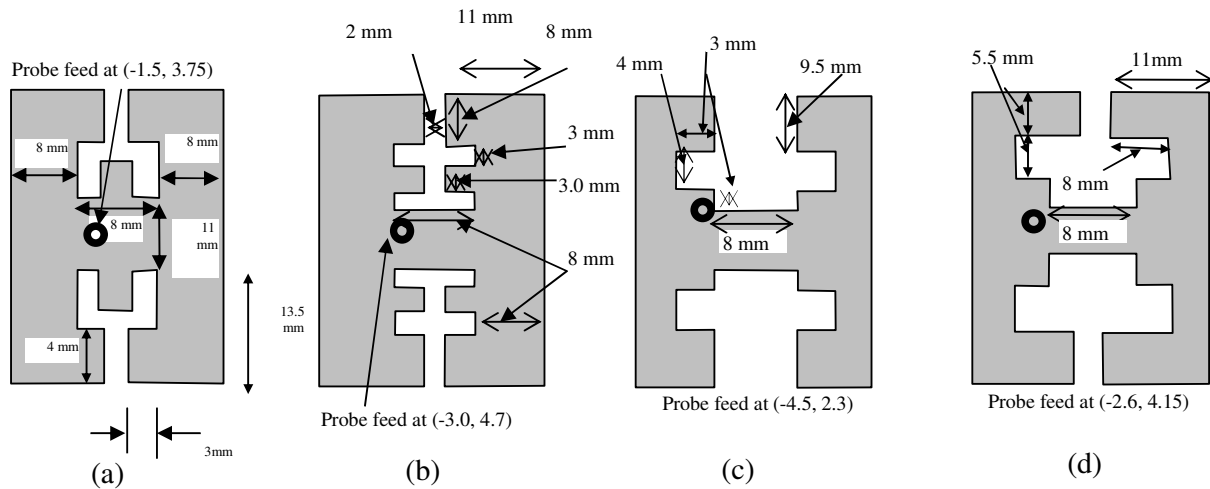 Probe feed at (-1.5, 3.75)
8 mm
8 mm
8 mm
11
mm
4 mm
13.5
mm
3mm
(a)
11 mm
2 mm
8 mm
3 mm
3.0 mm
8 mm
Probe feed at (-3.0, 4.7)
(b)
3 mm
4 mm
9.5 mm
8 mm
Probe feed at (-4.5, 2.3)
(c)
5.5 mm
11mm
8 mm
8 mm
Probe feed at (-2.6, 4.15)
(d)